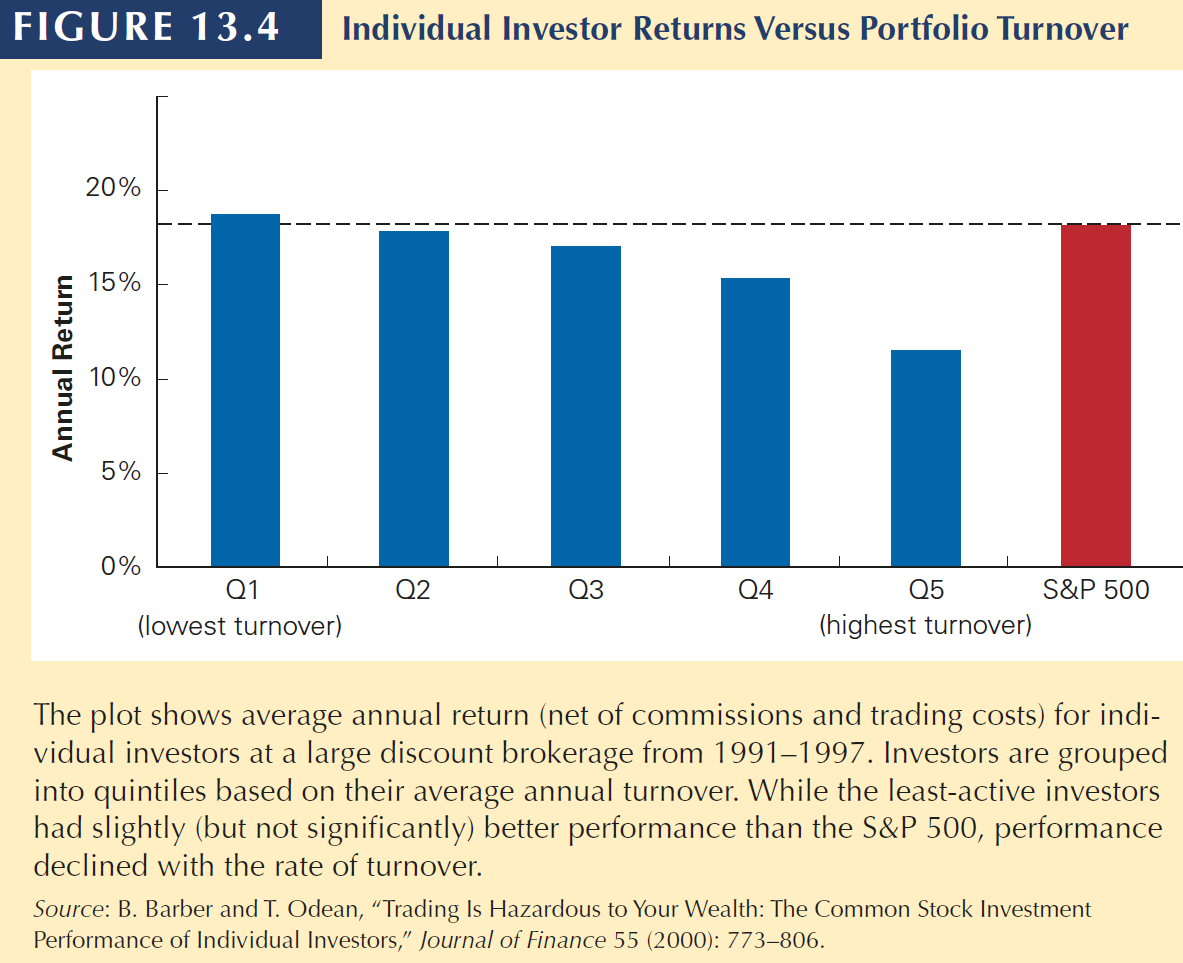 FIGURE 13.4 Individual Investor Returns Versus Portfolio Turnover
Annual Return
20%
15%
10%
5%
0%
Q1 Q2 Q3 Q4 Q5 S&P 500
(lowest turnover) (highest turnover)
The plot shows average annual return (net of commissions and trading costs) for indi-
vidual investors at a large discount brokerage from 1991–1997. Investors are grouped
into quintiles based on their average annual turnover. While the least-active investors
had slightly (but not significantly) better performance than the S&P 500, performance
declined with the rate of turnover.
Source: B. Barber and T. Odean, “Trading Is Hazardous to Your Wealth: The Common Stock Investment
Performance of Individual Investors,” Journal of Finance 55 (2000): 773–806.